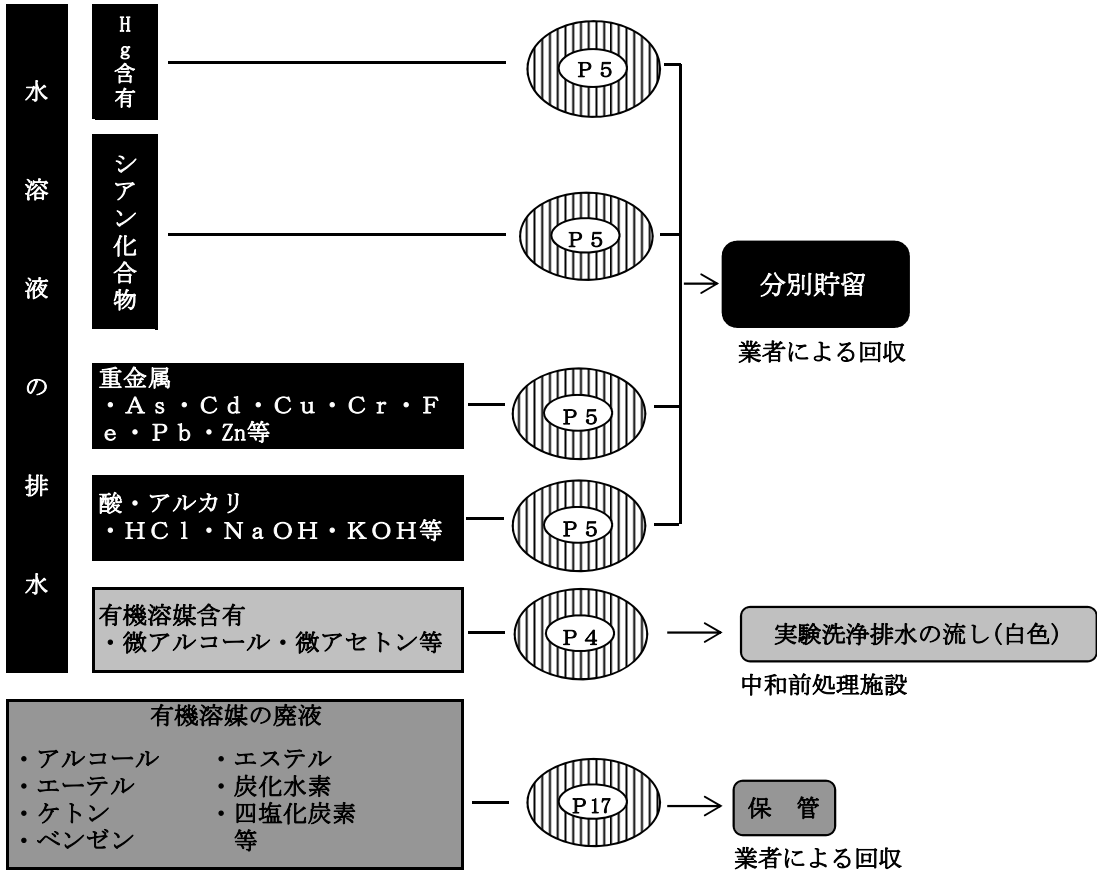 水溶液の排水
Hg含有
P5
シアン化合物
P5
分別貯留
業者による回収
重金属
・As・Cd・Cu・Cr・F
e・Pb・Zn等
P5
酸・アルカリ
・HCl・NaOH・KOH等
P5
有機溶媒含有
・微アルコール・微アセトン等
P4
実験洗浄排水の流し(白色)
中和前処理施設
有機溶媒の廃液
・アルコール
・エーテル
・ケトン
・ベンゼン
・エステル
・炭化水素
・四塩化炭素
等
P17
保 管
業者による回収